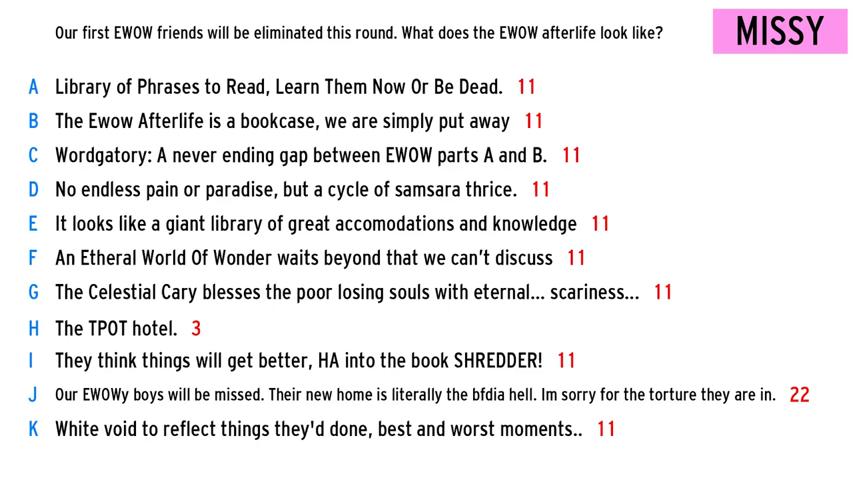 Our first EWOW friends will be eliminated this round. What does the EWOW afterlife look like?
MISSY
A Library of Phrases to Read, Learn Them Now Or Be Dead. 11
B The Ewow Afterlife is a bookcase, we are simply put away 11
C Wordgatory: A never ending gap between EWOW parts A and B. 11
D No endless pain or paradise, but a cycle of samsara thrice. 11
E It looks like a giant library of great accomodations and knowledge 11
F An Etheral World Of Wonder waits beyond that we can't discuss 11
G The Celestial Cary blesses the poor losing souls with eternal... scariness... 11
H The TPOT hotel. 3
I They think things will get better, HA into the book SHREDDER! 11
J Our EWOWy boys will be missed. Their new home is literally the bfdia hell. Im sorry for the torture they are in. 22
K White void to reflect things they'd done, best and worst moments.. 11